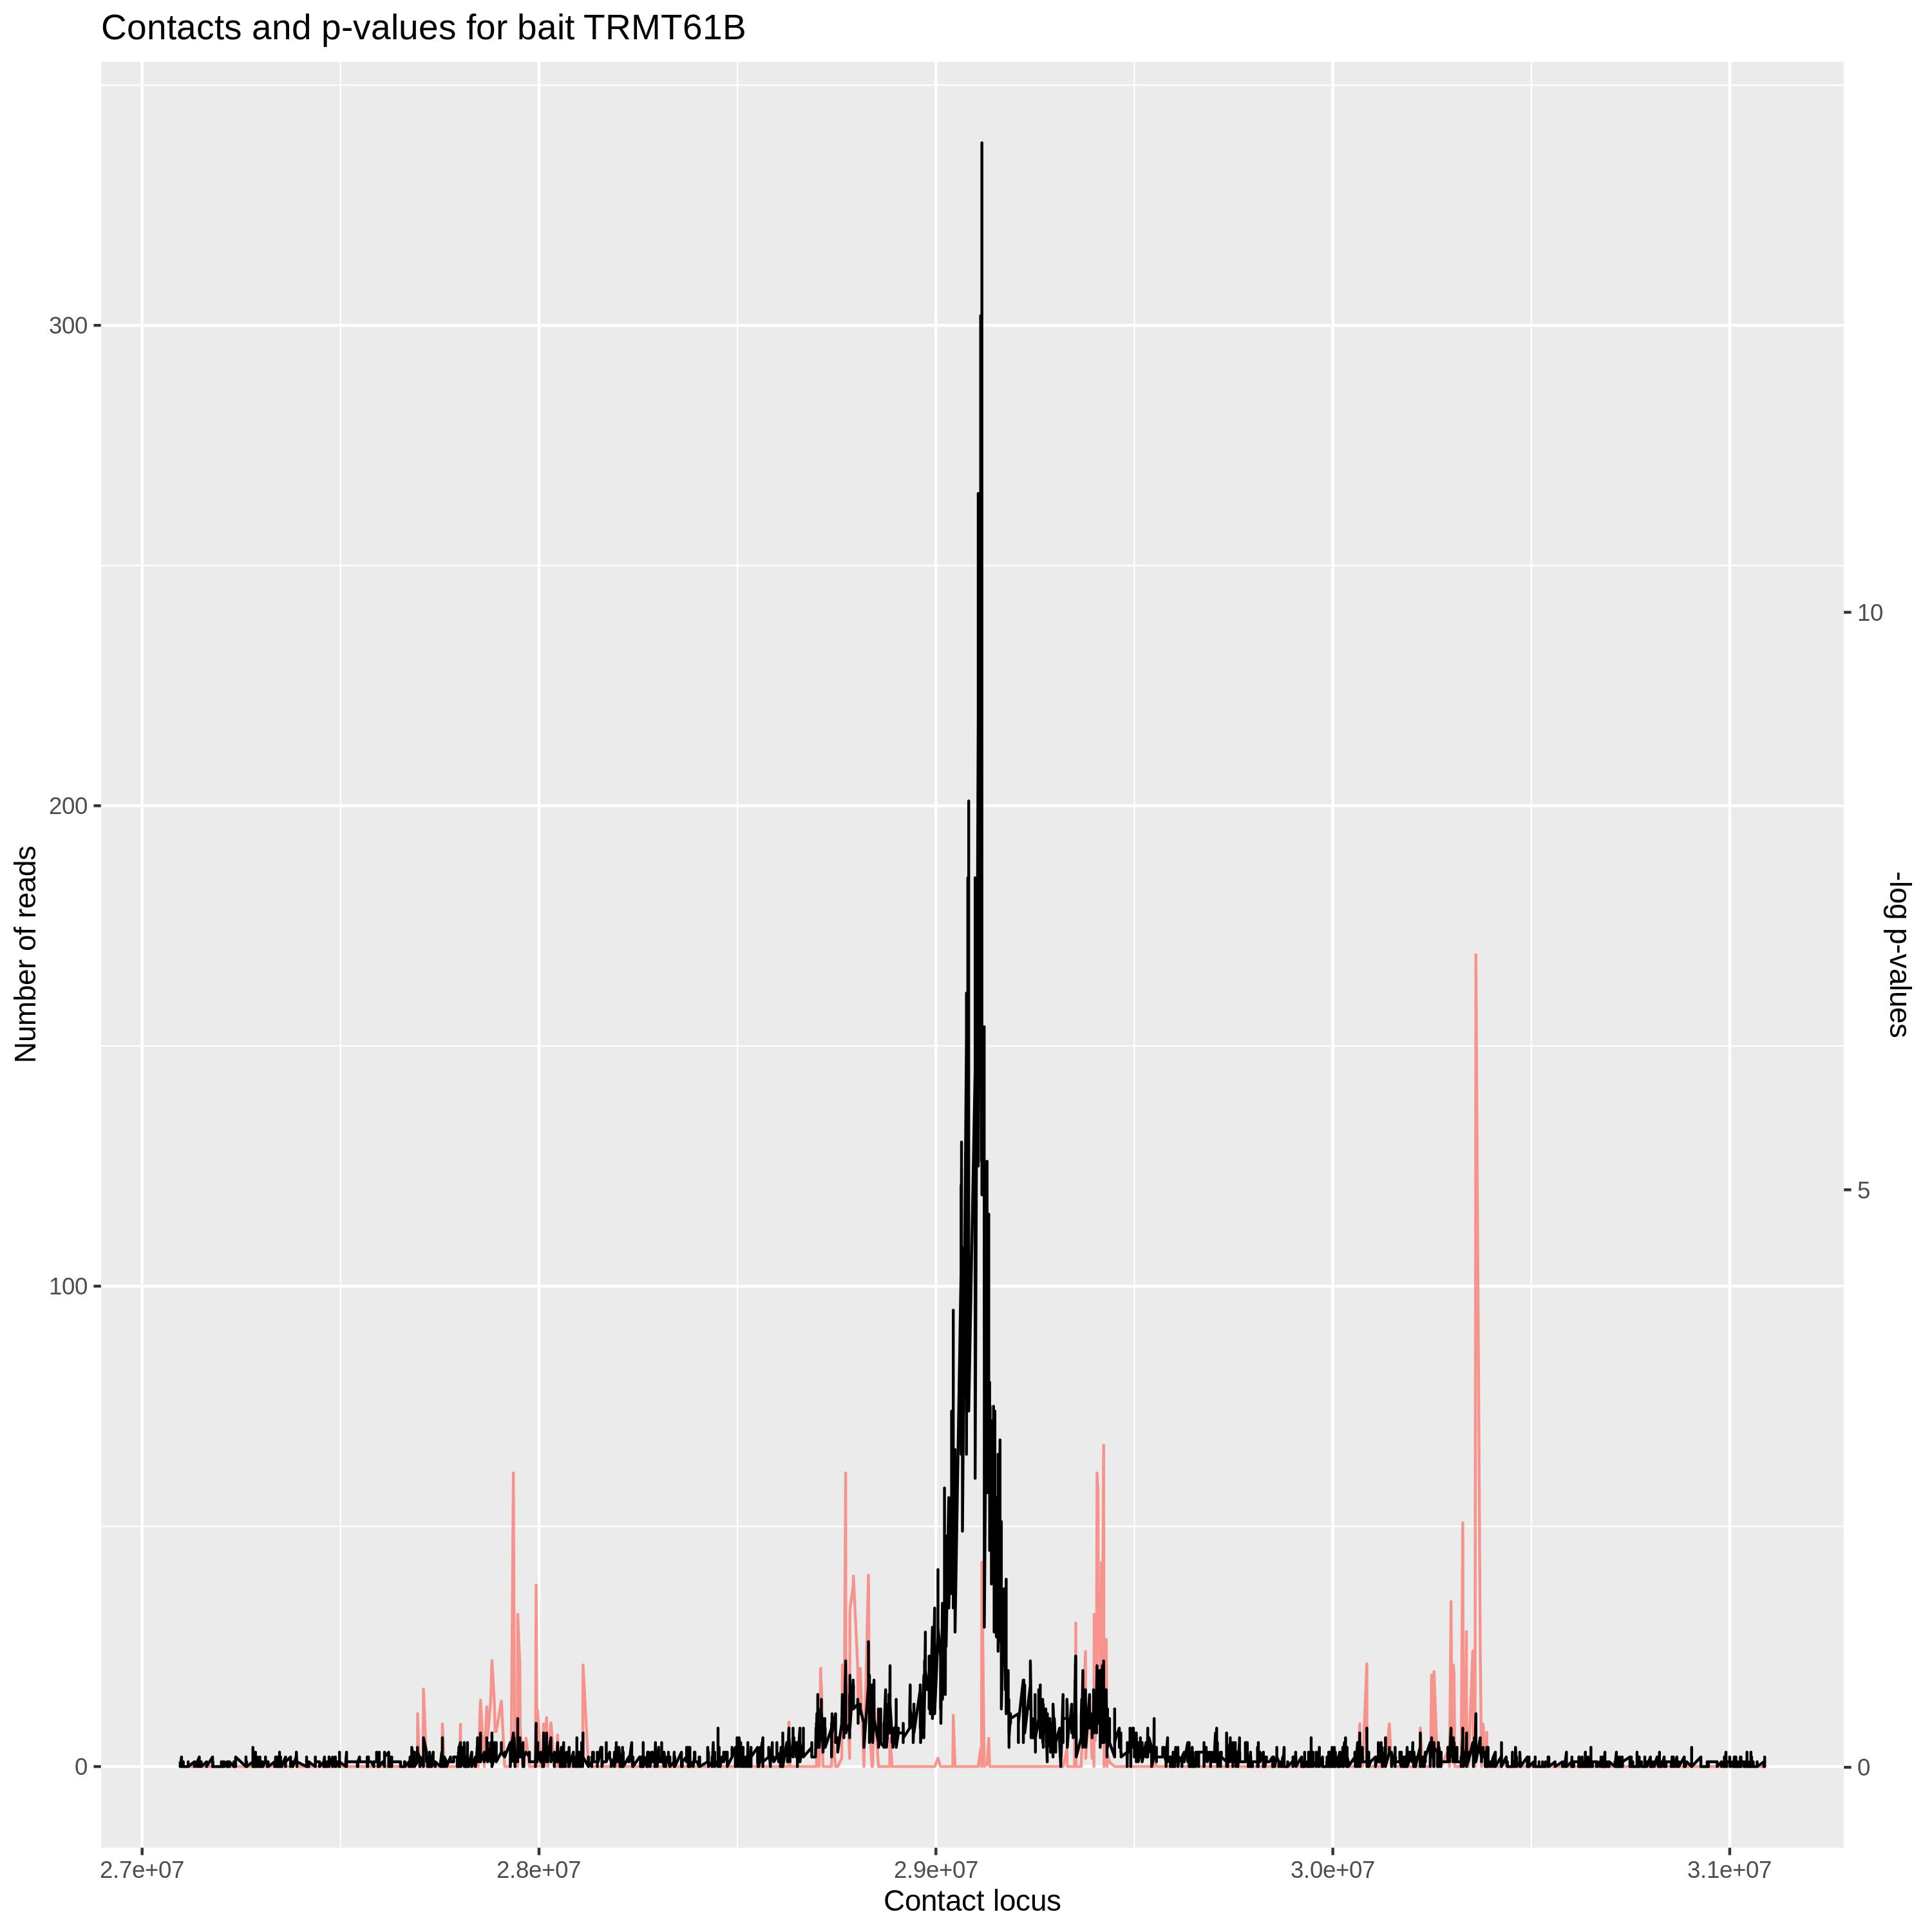 Contacts and p-values for bait TRMT61B
300
200
100
0
Number of reads
10
5
0
-log p-values
2.7e+07 2.8e+07 2.9e+07 3.0e+07 3.1e+07
Contact locus